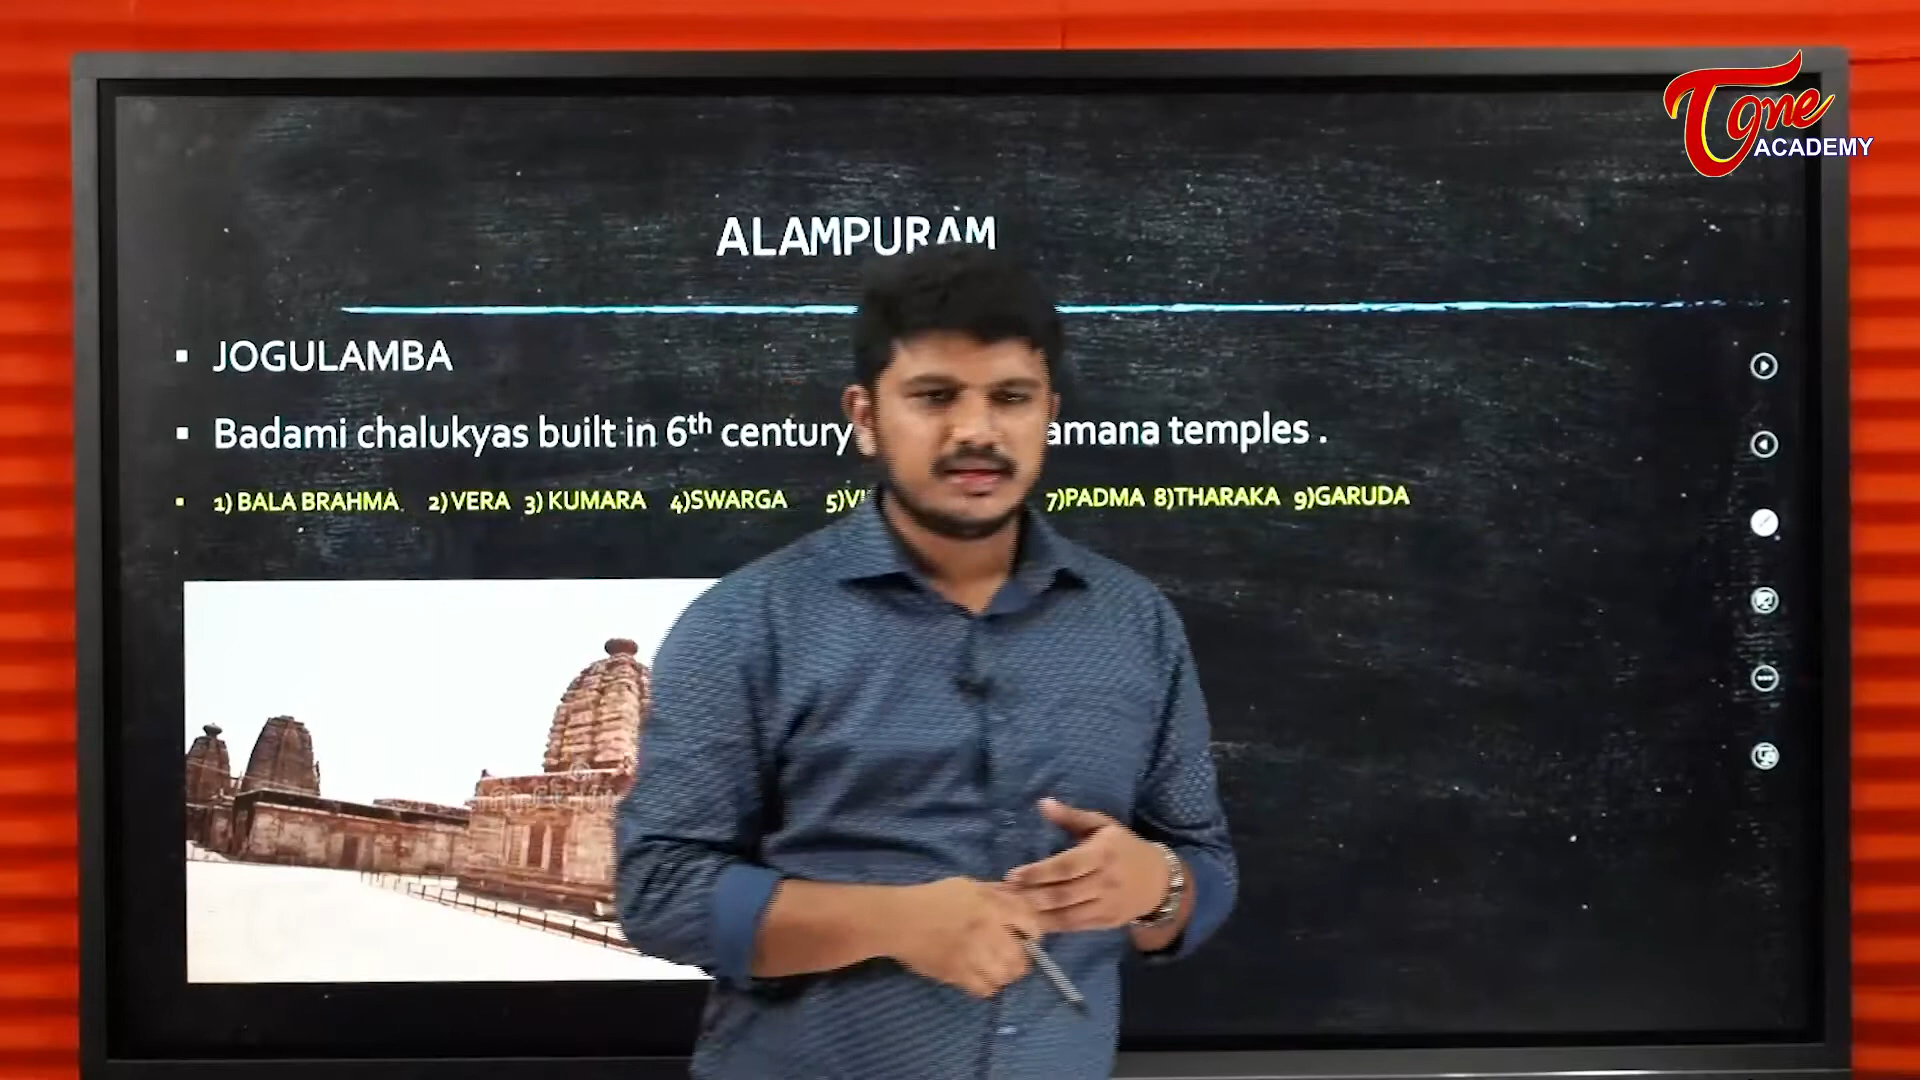 Tone
ACADEMY
ALAMPURAM
▪ JOGULAMBA
▪ Badami chalukyas built in 6th century temples .
▪ 1) BALA BRAHMA 2) VERA 3) KUMARA 4)SWARGA 7)PADMA 8)THARAKA 9)GARUDA